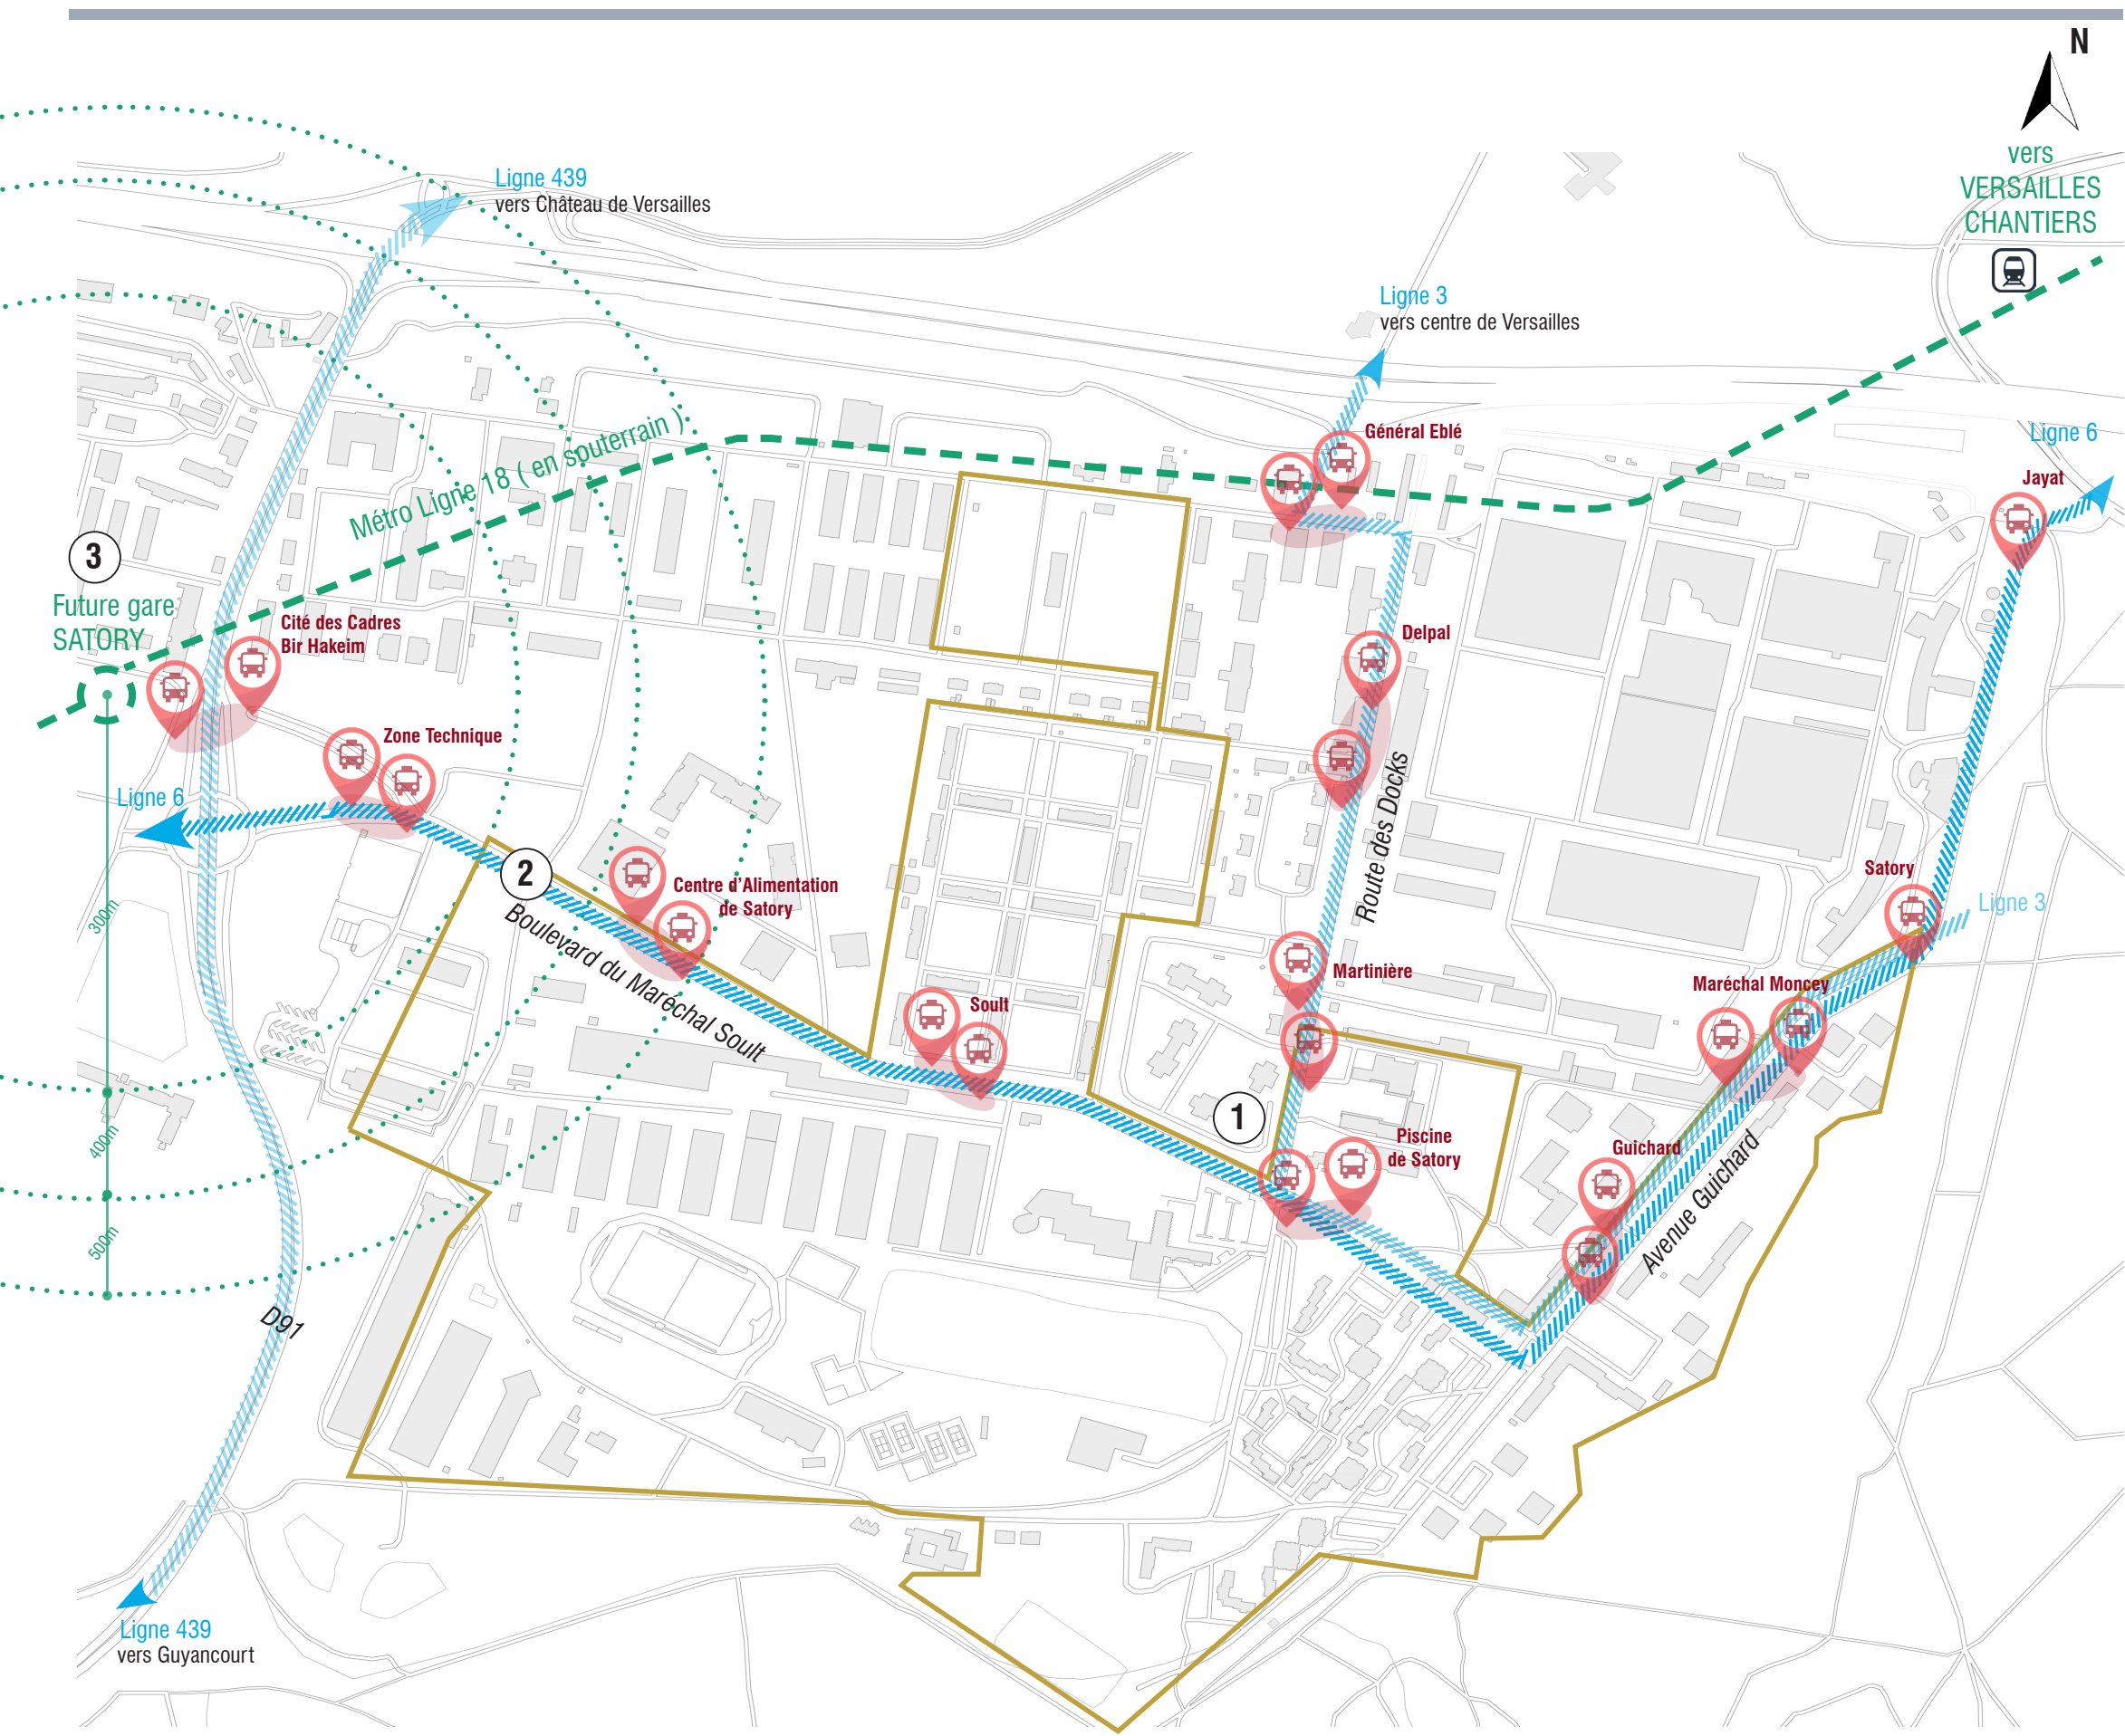 N
vers
VERSAILLES
CHANTIERS
Ligne 439
vers Château de Versailles
Ligne 3
vers centre de Versailles
Général Eblé
Ligne 6
Jayat
Métro Ligne 18 ( en souterrain )
3
Future gare
SATORY
Cité des Cadres
Bir Hakeim
Delpal
Zone Technique
Ligne 6
Route des Docks
2
Centre d'Alimentation
de Satory
Satory
Ligne 3
300m
Boulevard du Maréchal Soult
Martinière
Maréchal Moncey
Soult
1
400m
Piscine
de Satory
Guichard
Avenue Guichard
500m
D91
Ligne 439
vers Guyancourt